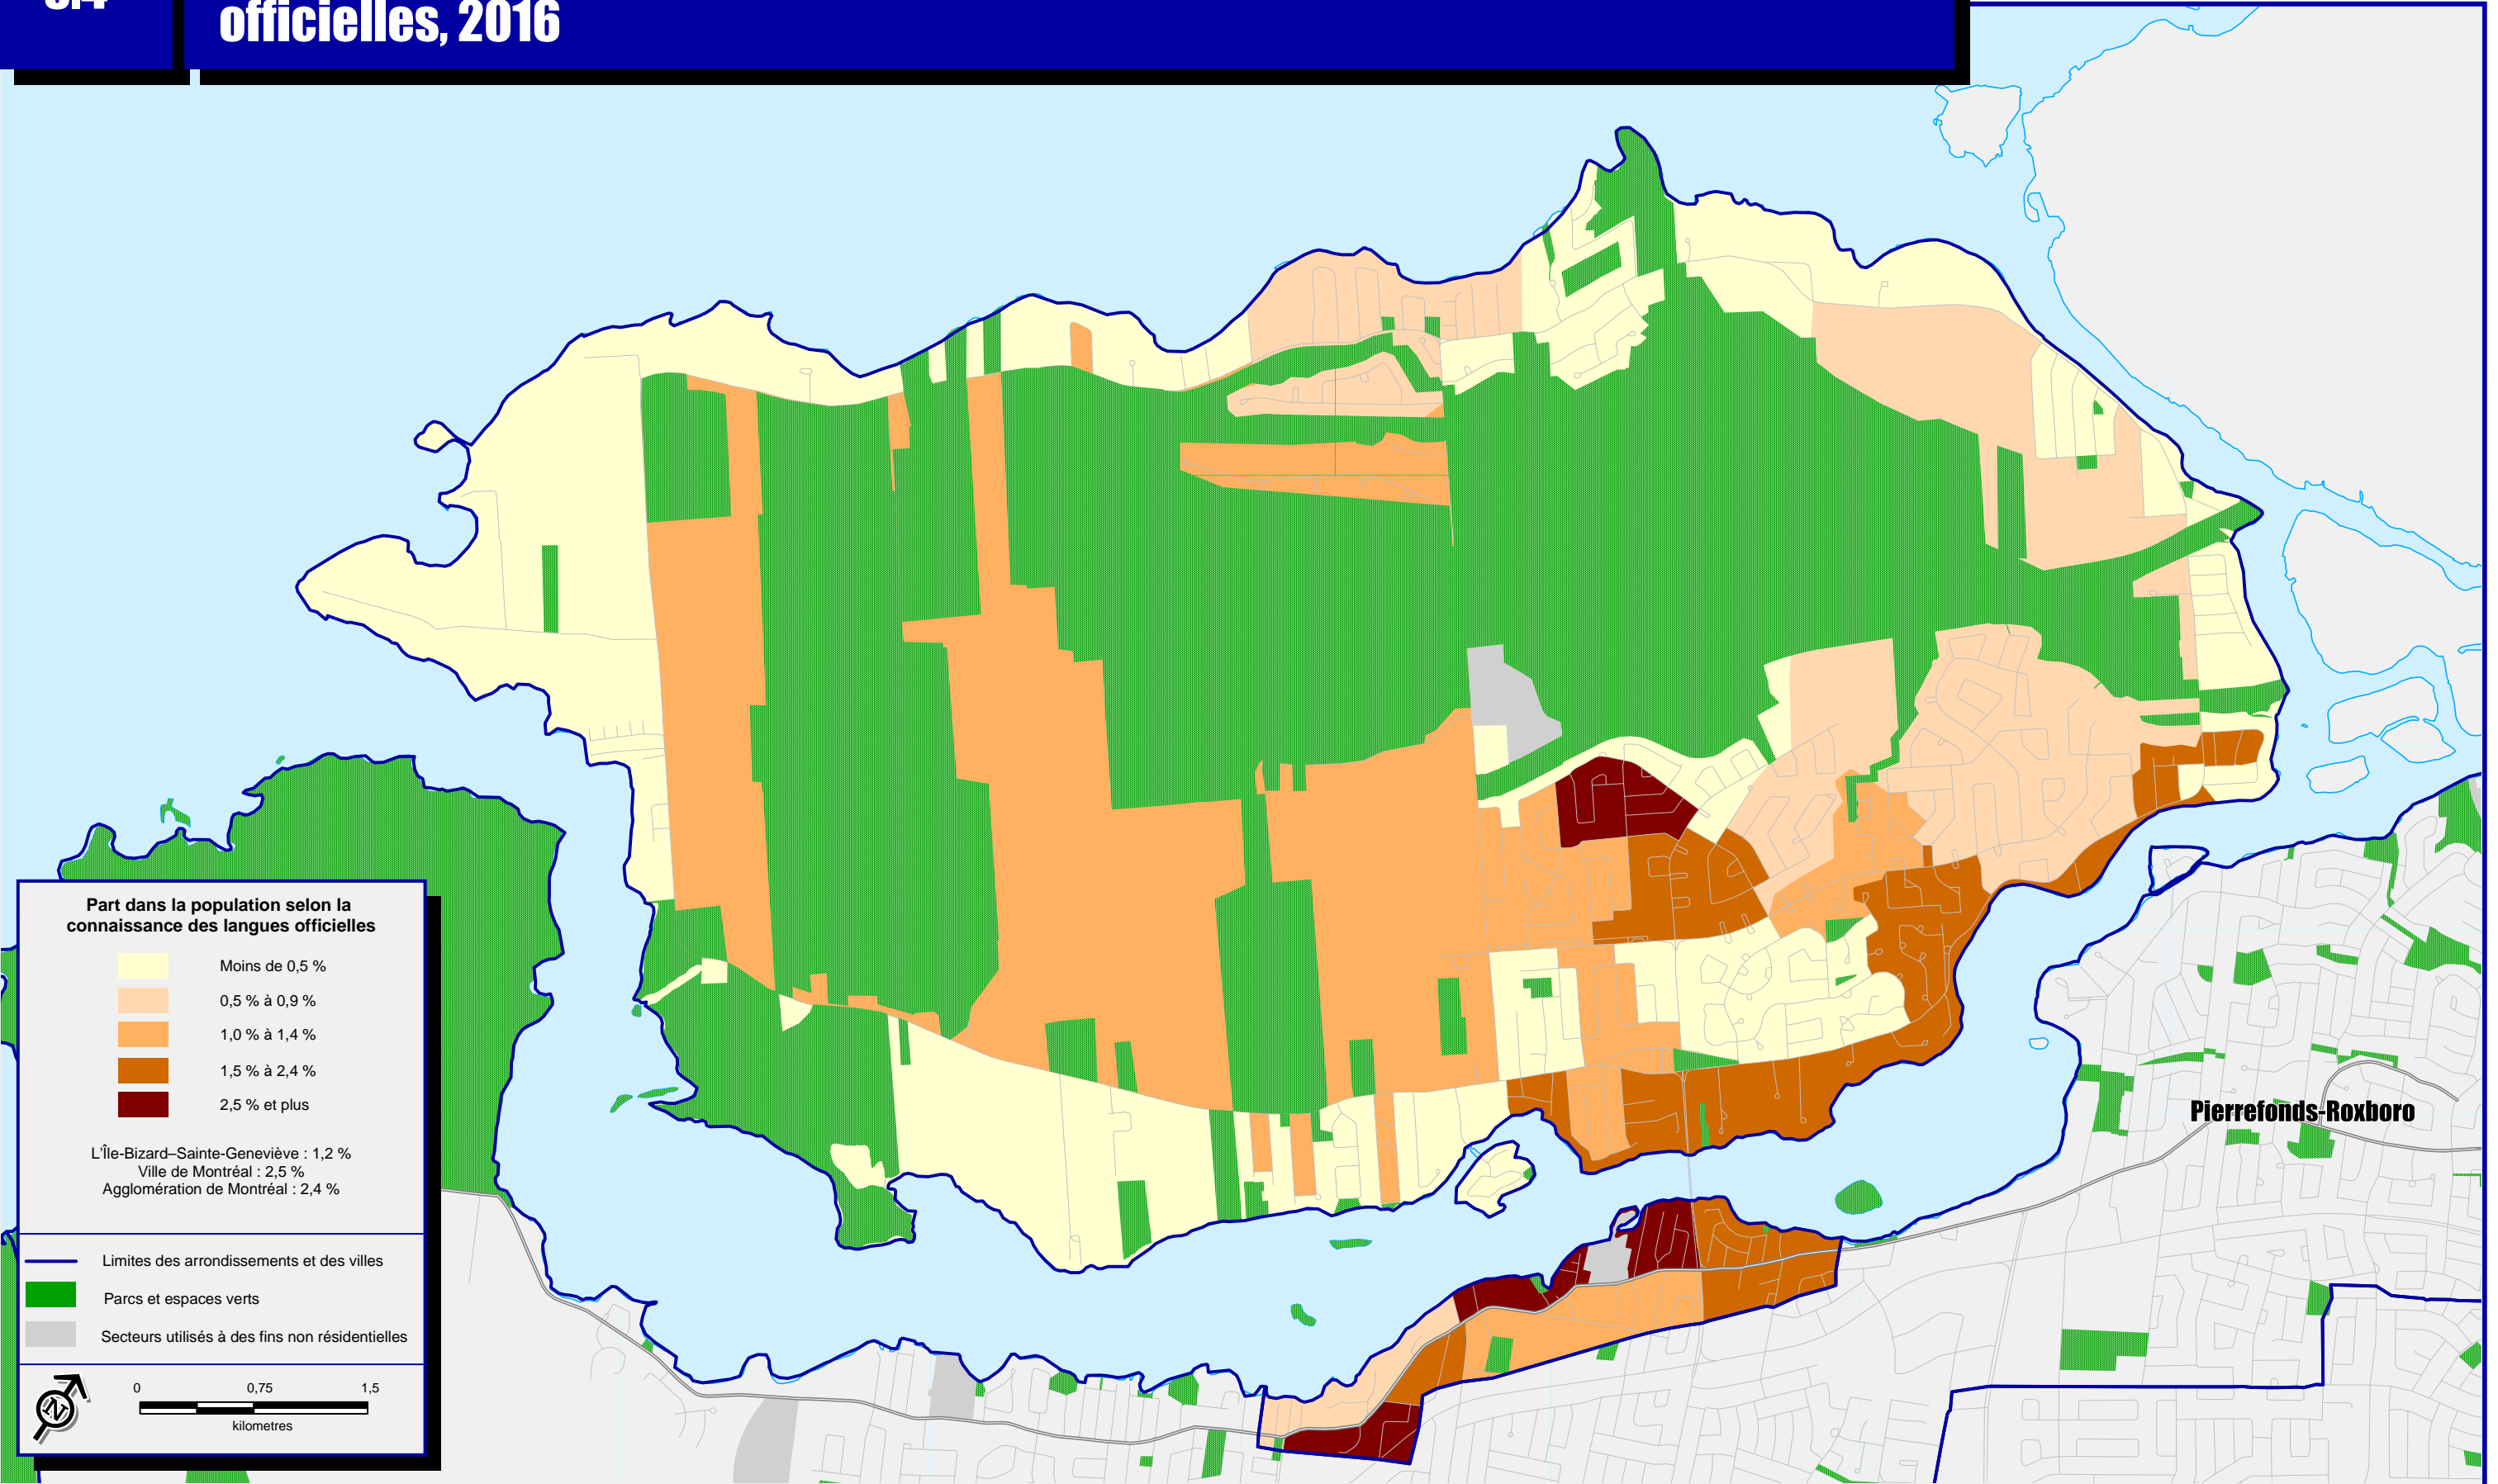 officielles, 2016
Part dans la population selon la
connaissance des langues officielles
Moins de 0,5 %
0,5 % à 0,9 %
1,0 % à 1,4 %
1,5 % à 2,4 %
2,5 % et plus
L'Île-Bizard–Sainte-Geneviève : 1,2 %
Ville de Montréal : 2,5 %
Agglomération de Montréal : 2,4 %
Limites des arrondissements et des villes
Parcs et espaces verts
Secteurs utilisés à des fins non résidentielles
N
0 0,75 1,5
kilometres
Pierrefonds-Roxboro